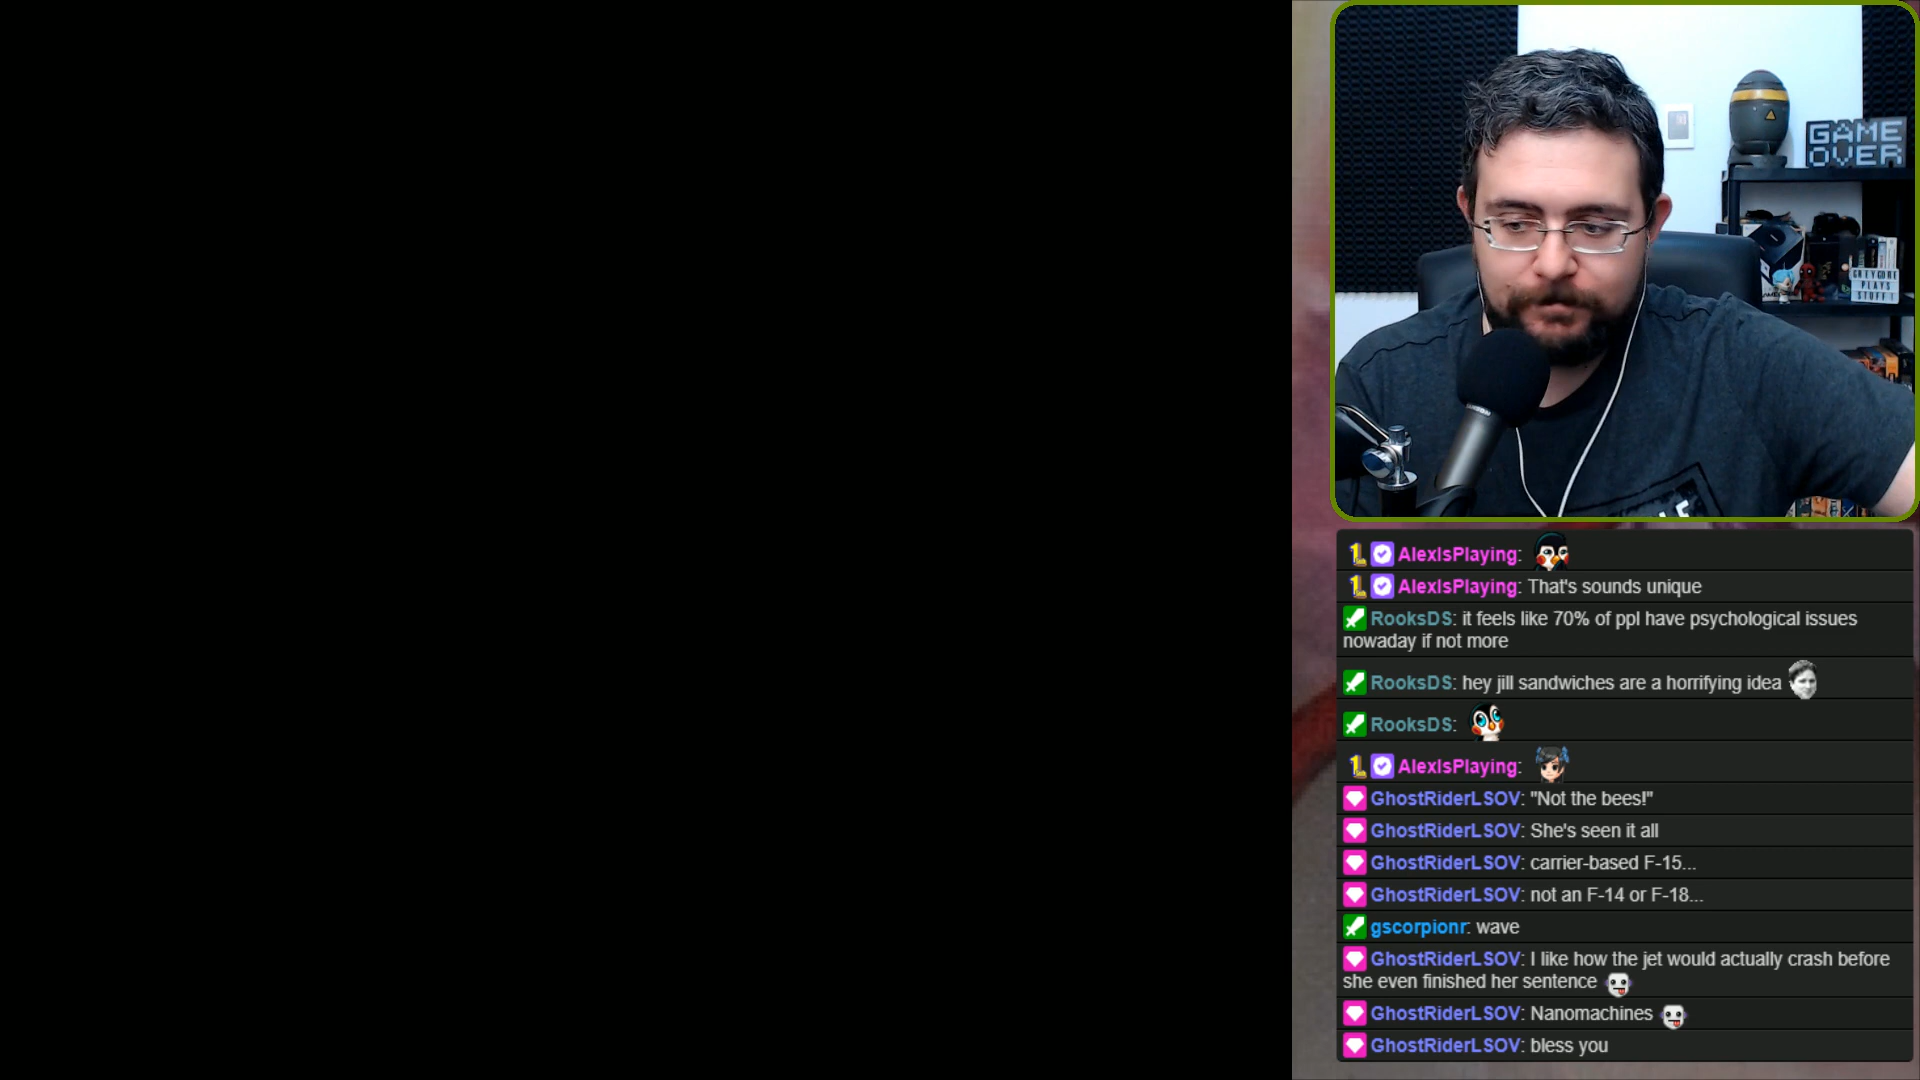 GAME
OVER
GREYGORE
PLAYS
STUFF!
AlexIsPlaying:
AlexIsPlaying: That's sounds unique
RooksDS: it feels like 70% of ppl have psychological issues
nowaday if not more
RooksDS: hey jill sandwiches are a horrifying idea
RooksDS:
AlexIsPlaying:
GhostRiderLSOV: "Not the bees!"
GhostRiderLSOV: She's seen it all
GhostRiderLSOV: carrier-based F-15...
GhostRiderLSOV: not an F-14 or F-18...
gscorpionr: wave
GhostRiderLSOV: I like how the jet would actually crash before
she even finished her sentence
GhostRiderLSOV: Nanomachines
GhostRiderLSOV: bless you